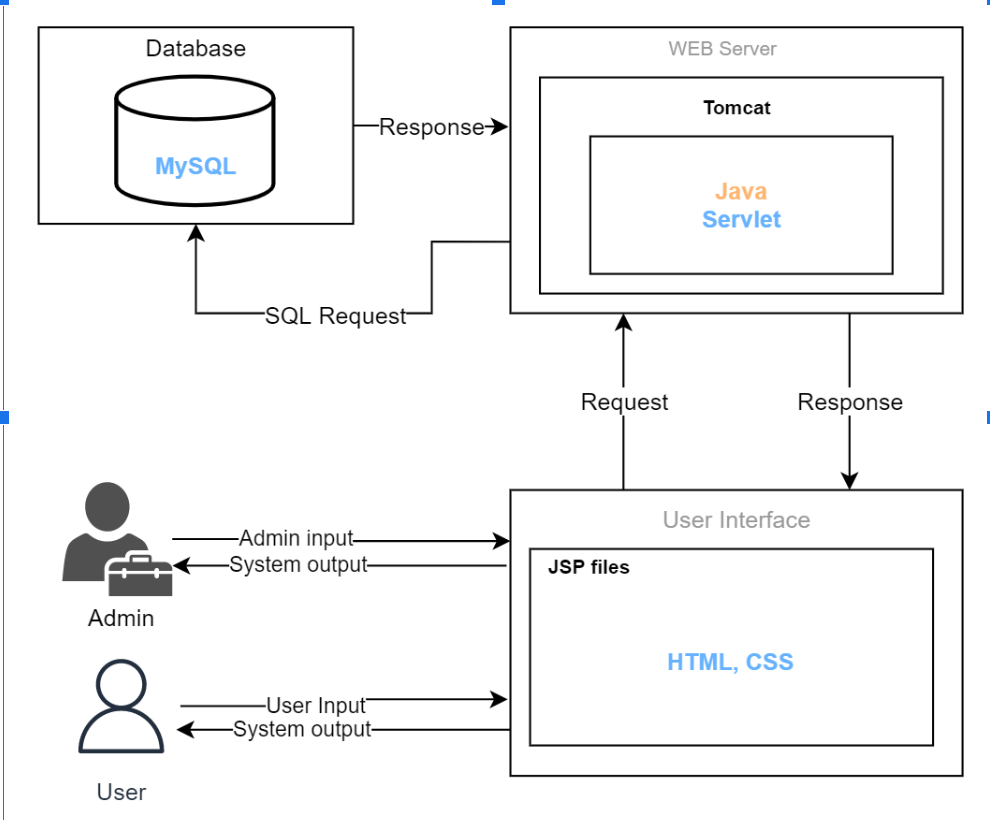 Database
MySQL
Response
WEB Server
Tomcat
Java
Servlet
SQL Request
Request
Response
Admin input
System output
Admin
User Interface
JSP files
HTML, CSS
User Input
System output
User